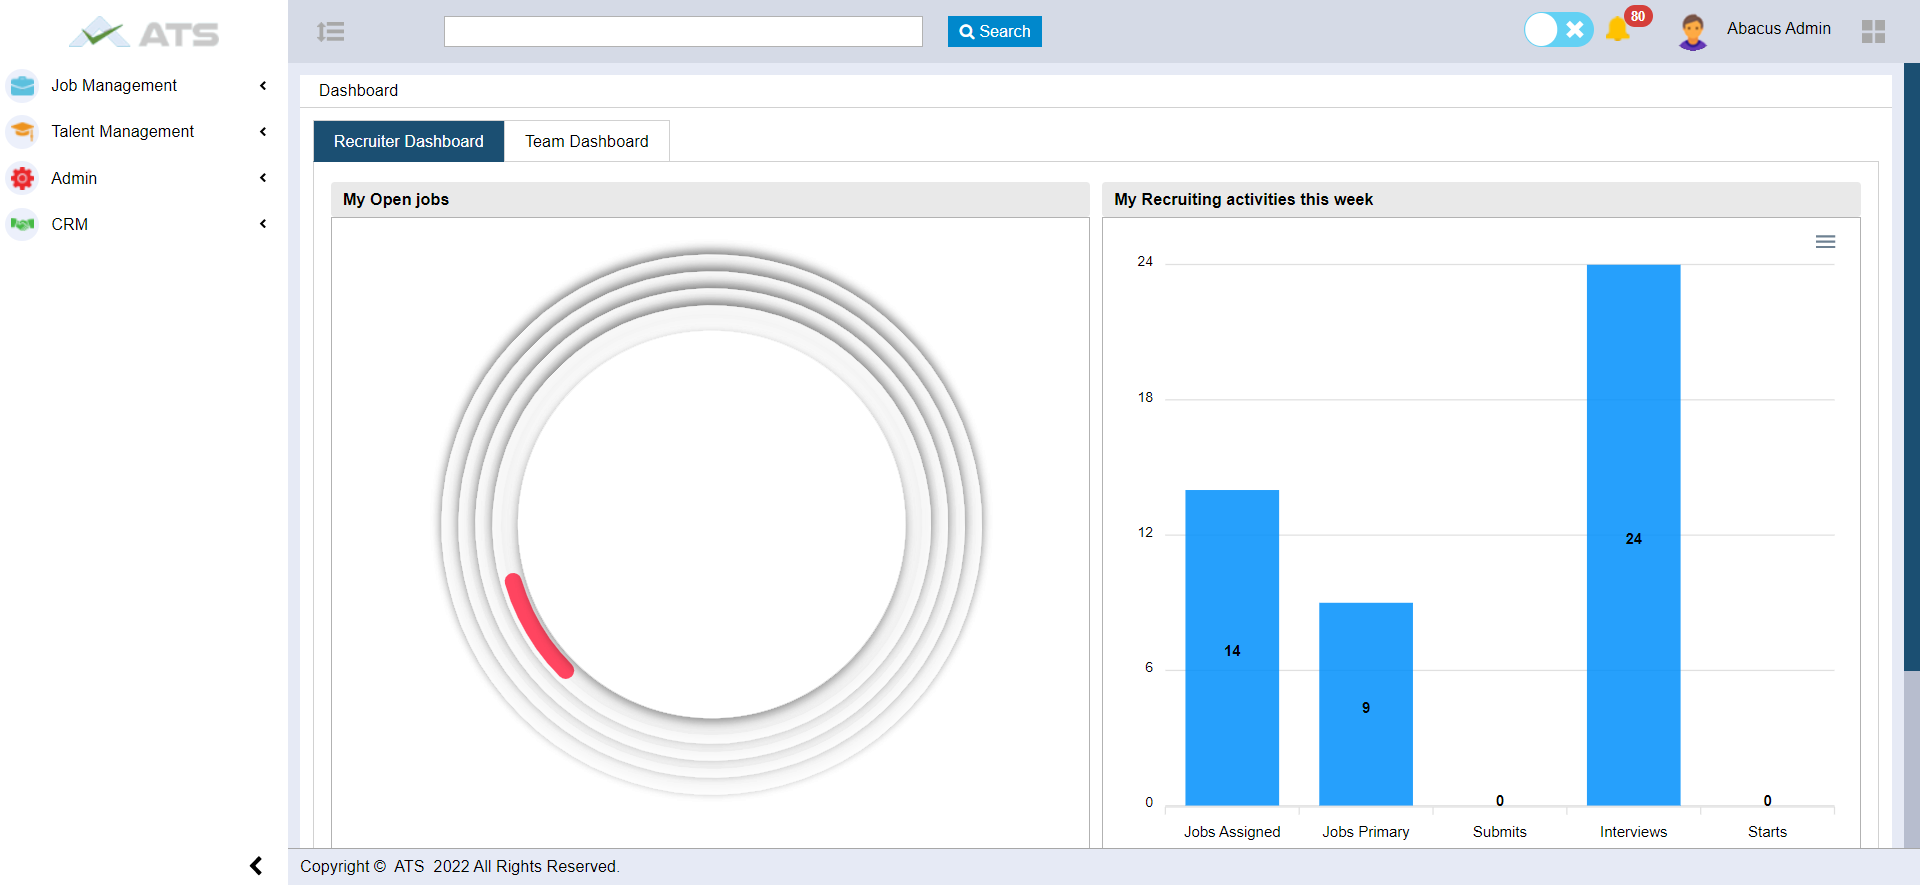 ATS
Search
80
Abacus Admin
Job Management
Talent Management
Admin
CRM
Dashboard
Recruiter Dashboard
Team Dashboard
My Open jobs
My Recruiting activities this week
24
18
12
6
0
14
9
0
24
0
Jobs Assigned
Jobs Primary
Submits
Interviews
Starts
Copyright © ATS 2022 All Rights Reserved.